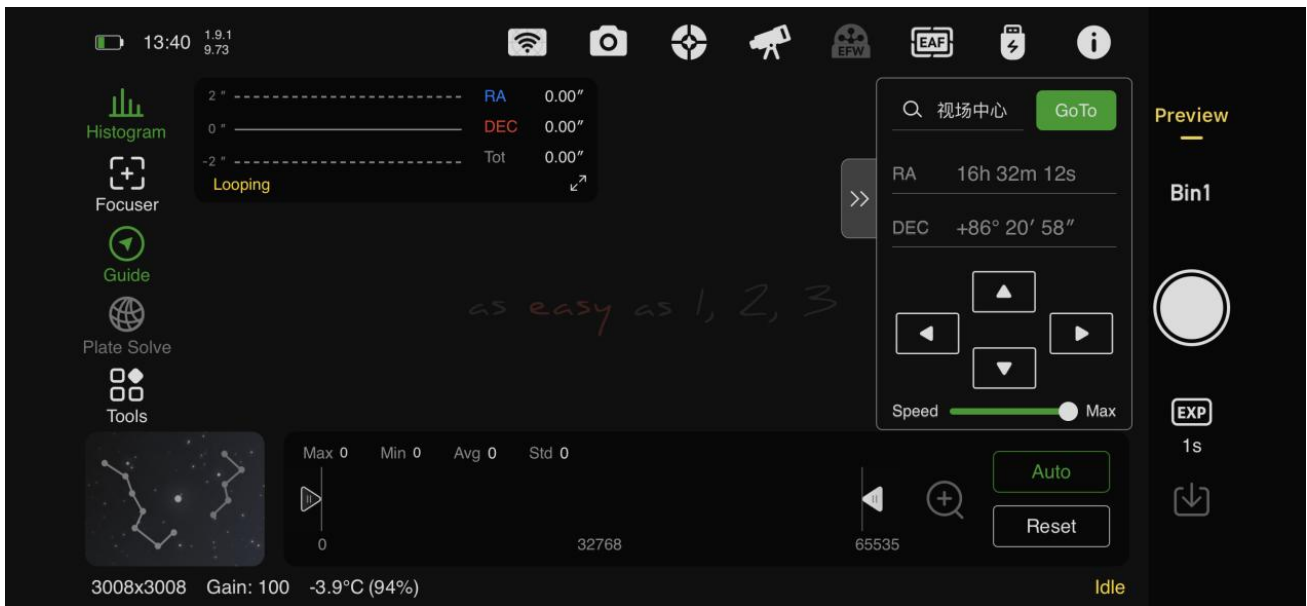 13:40 1.9.1
9.73
EFW
EAF
Histogram
Focuser
Guide
Plate Solve
Tools
2 "
0 "
-2 "
RA 0.00"
DEC 0.00"
Tot 0.00"
Looping
as easy as 1, 2, 3
视场中心 GoTo
RA 16h 32m 12s
DEC +86° 20′ 58″
Speed Max
Preview
Bin1
EXP
1s
Max 0 Min 0 Avg 0 Std 0
0 32768 65535
Auto
Reset
3008x3008 Gain: 100 -3.9°C (94%)
Idle